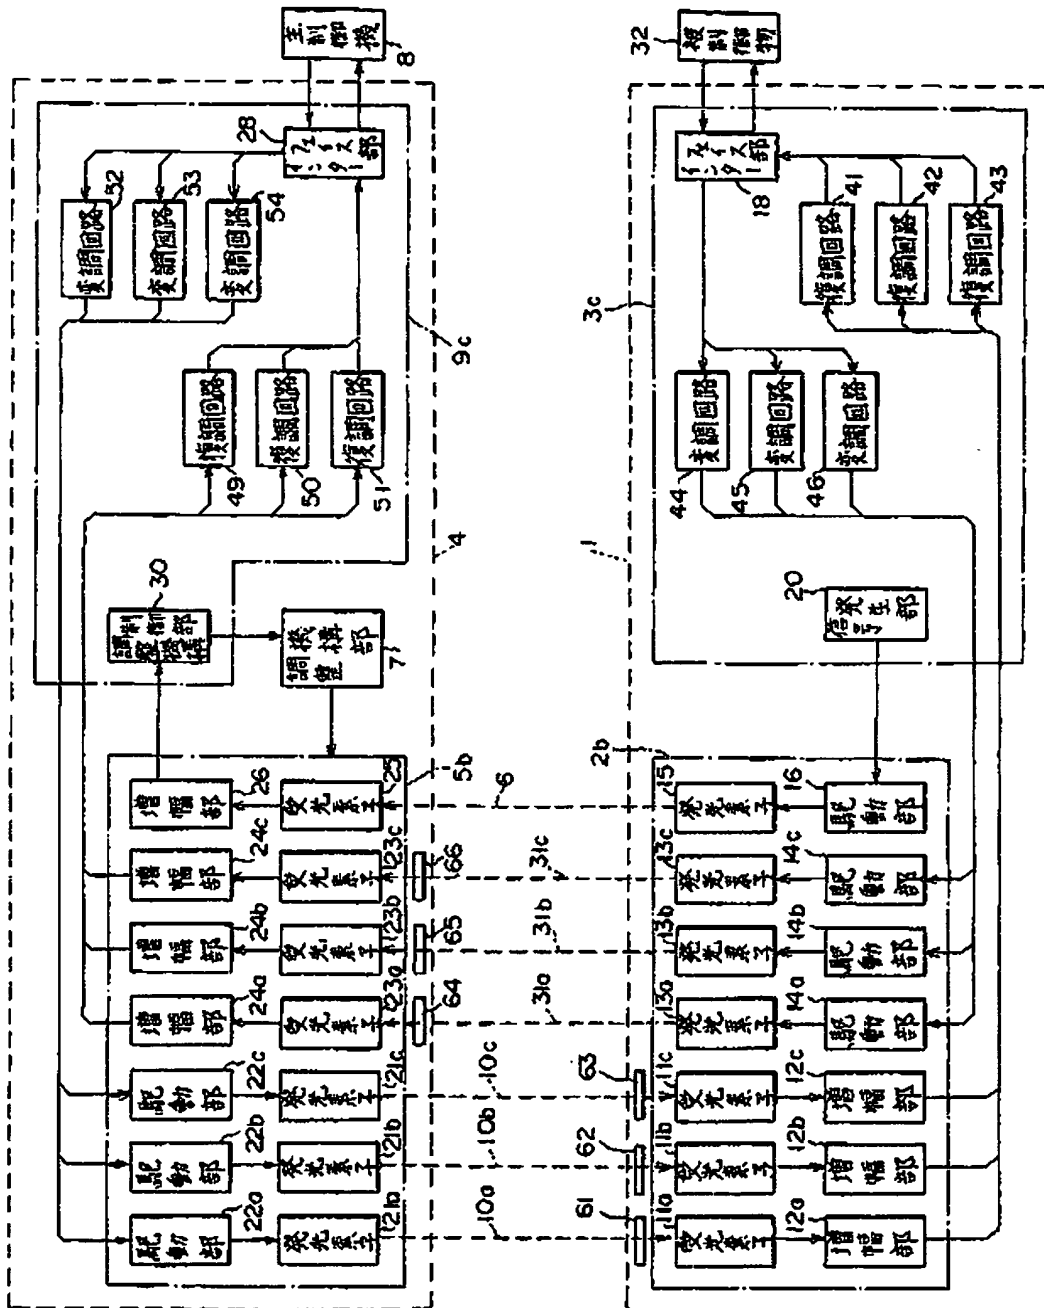 主制御機
8
被制御物
32
28
インターフェイス部
52
変調回路
53
変調回路
54
変調回路
9c
復調回路
49
復調回路
50
復調回路
51
4
30
調整機構制御部
調整機構部
7
インターフェイス部
18
復調回路
41
復調回路
42
復調回路
43
3c
変調回路
44
変調回路
45
変調回路
46
1
20
信号発生部
2b
5b
増幅部
26
受光素子
25
6
発光素子
15
駆動部
16
増幅部
24c
受光素子
23c
66
31c
発光素子
13c
駆動部
14c
増幅部
24b
受光素子
23b
65
31b
発光素子
13b
駆動部
14b
増幅部
24a
受光素子
23a
64
31a
発光素子
13a
駆動部
14a
駆動部
22c
発光素子
21c
10c
63
受光素子
11c
増幅部
12c
駆動部
22b
発光素子
21b
10b
62
受光素子
11b
増幅部
12b
駆動部
22a
発光素子
21a
10a
61
受光素子
11a
増幅部
12a